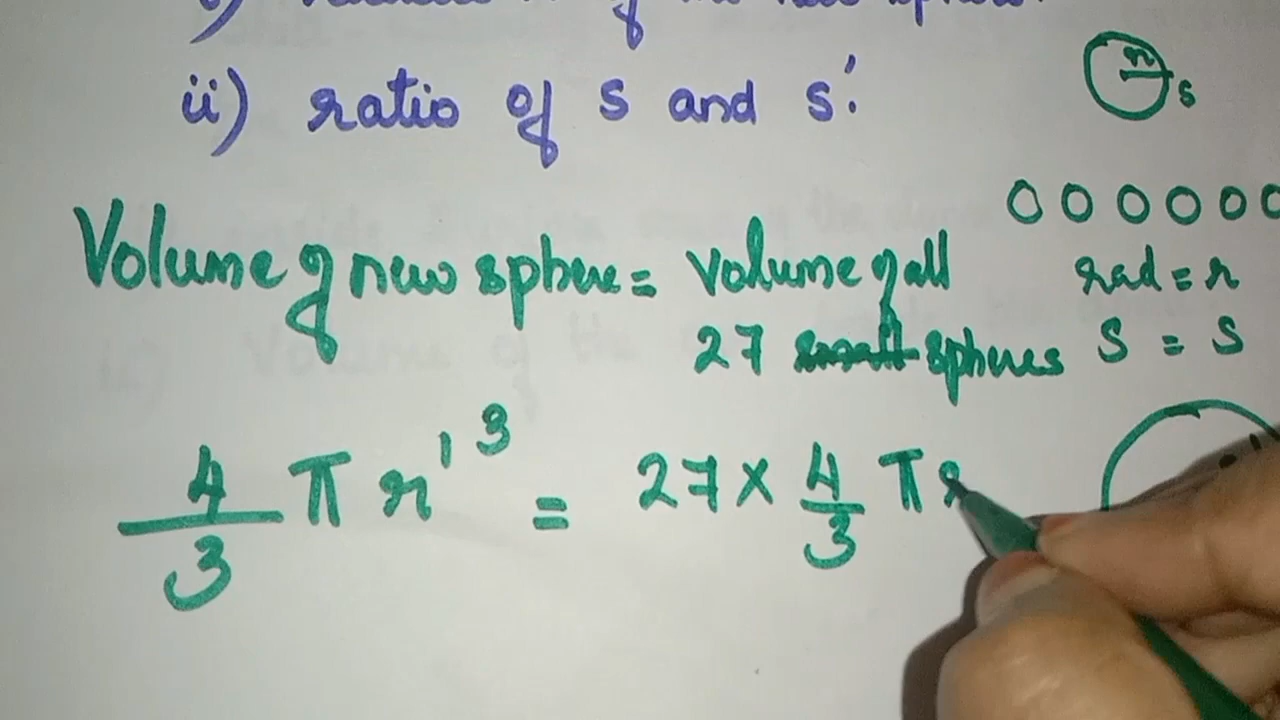 ii) ratio of S and S'.
r
S
Volume of new sphere = Volume of all
27 small spheres
rad = r
S = S
4/3 π r'³ = 27 × 4/3 π r